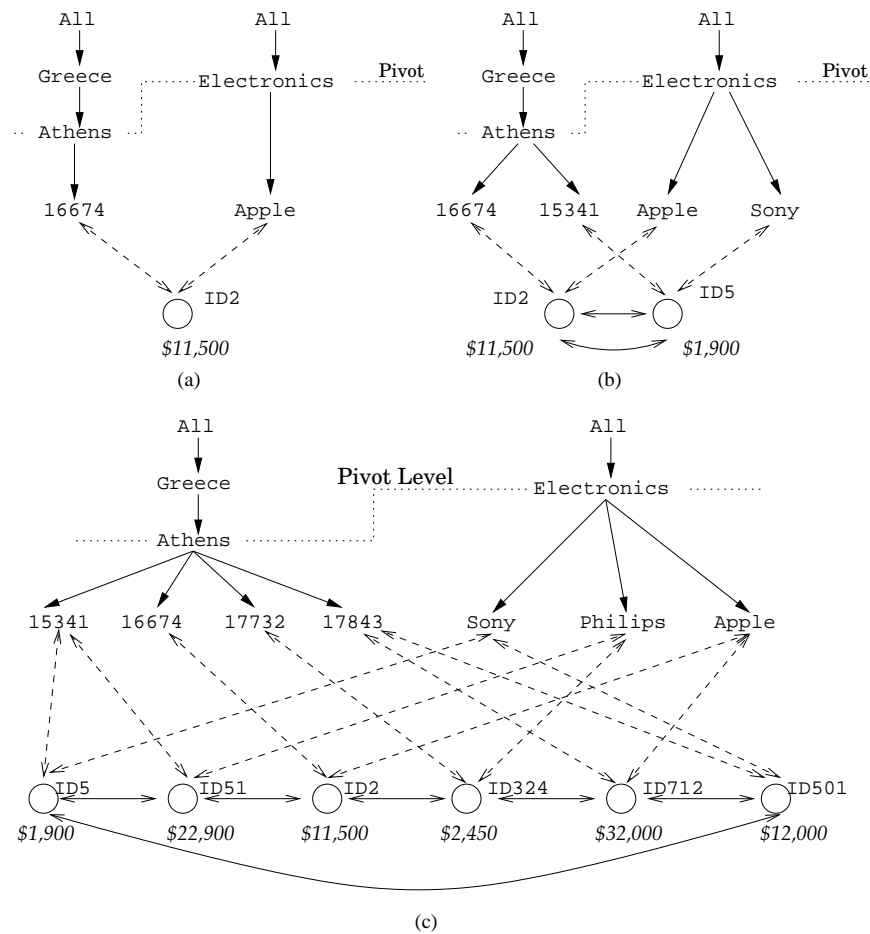 All All
Greece Electronics Pivot
Athens
16674 Apple
ID2
$11,500
(a)
All All
Greece Electronics Pivot
Athens
16674 15341 Apple Sony
ID2 ID5
$11,500 $1,900
(b)
All All
Pivot Level
Greece Electronics
Athens
15341 16674 17732 17843 Sony Philips Apple
ID5 ID51 ID2 ID324 ID712 ID501
$1,900 $22,900 $11,500 $2,450 $32,000 $12,000
(c)